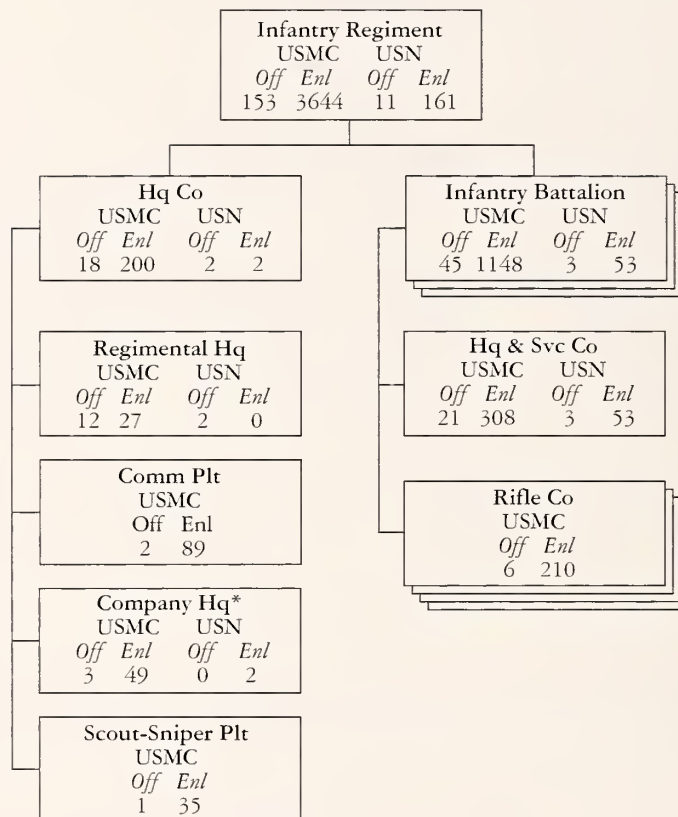 Infantry Regiment
USMC USN
Off Enl Off Enl
153 3644 11 161
Hq Co
USMC USN
Off Enl Off Enl
18 200 2 2
Regimental Hq
USMC USN
Off Enl Off Enl
12 27 2 0
Comm Plt
USMC
Off Enl
2 89
Company Hq*
USMC USN
Off Enl Off Enl
3 49 0 2
Scout-Sniper Plt
USMC
Off Enl
1 35
Infantry Battalion
USMC USN
Off Enl Off Enl
45 1148 3 53
Hq & Svc Co
USMC USN
Off Enl Off Enl
21 308 3 53
Rifle Co
USMC
Off Enl
6 210